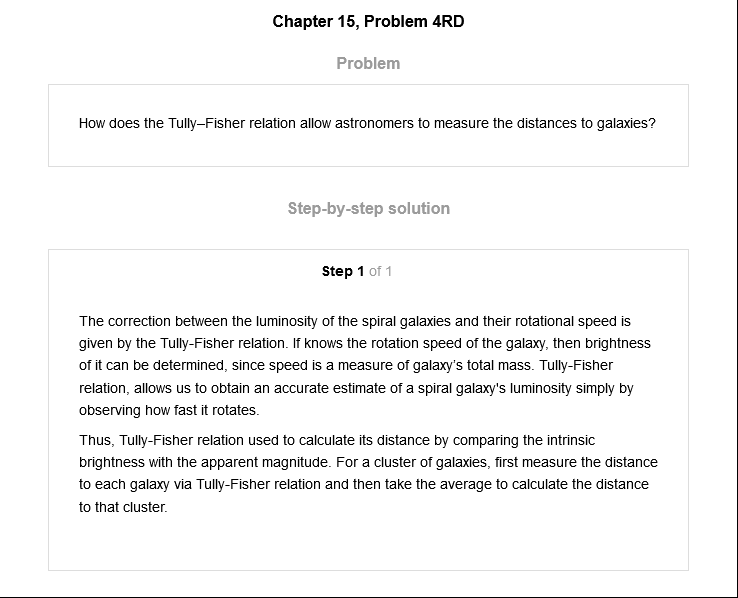 Chapter 15, Problem 4RD
Problem
How does the Tully–Fisher relation allow astronomers to measure the distances to galaxies?
Step-by-step solution
Step 1 of 1
The correction between the luminosity of the spiral galaxies and their rotational speed is
given by the Tully-Fisher relation. If knows the rotation speed of the galaxy, then brightness
of it can be determined, since speed is a measure of galaxy's total mass. Tully-Fisher
relation, allows us to obtain an accurate estimate of a spiral galaxy's luminosity simply by
observing how fast it rotates.
Thus, Tully-Fisher relation used to calculate its distance by comparing the intrinsic
brightness with the apparent magnitude. For a cluster of galaxies, first measure the distance
to each galaxy via Tully-Fisher relation and then take the average to calculate the distance
to that cluster.